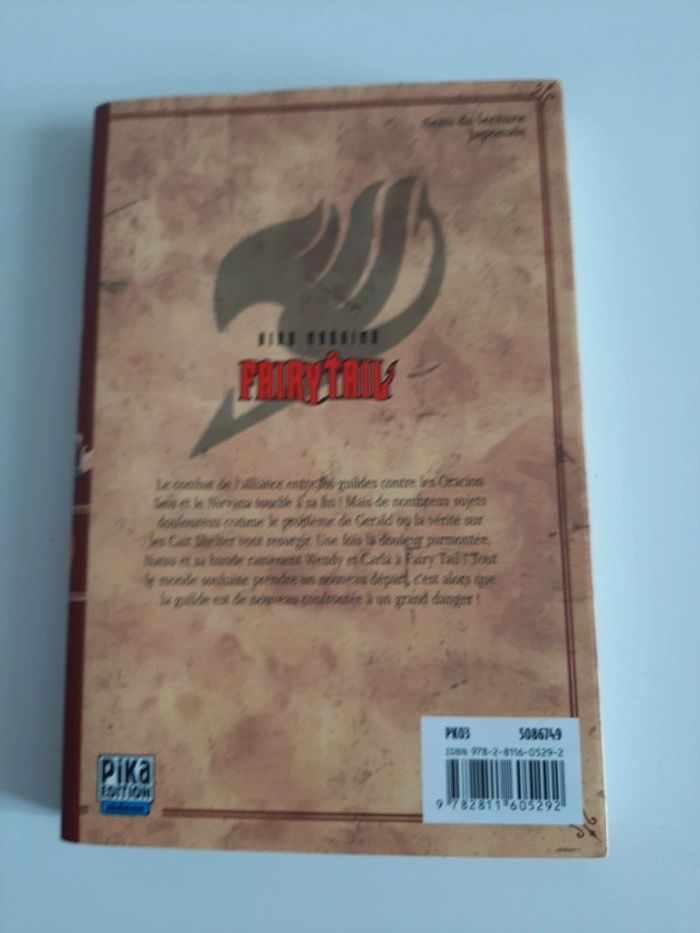 Sens de lecture
Japonais
HIRO MASHIMA
FAIRY TAIL
Le combat de l'alliance entre les guildes contre les Oracion
Seis et le Nirvana touche à sa fin ! Mais de nombreux sujets
douloureux comme le problème de Gerald ou la vérité sur
les Cait Shelter vont resurgir. Une fois la douleur surmontée,
Natsu et sa bande ramènent Wendy et Carla à Fairy Tail ! Tout
le monde souhaite prendre un nouveau départ, c'est alors que
la guilde est de nouveau confrontée à un grand danger !
PK03 5086749
ISBN 978-2-8116-0529-2
9 782811 605292
PiKa
EDITION